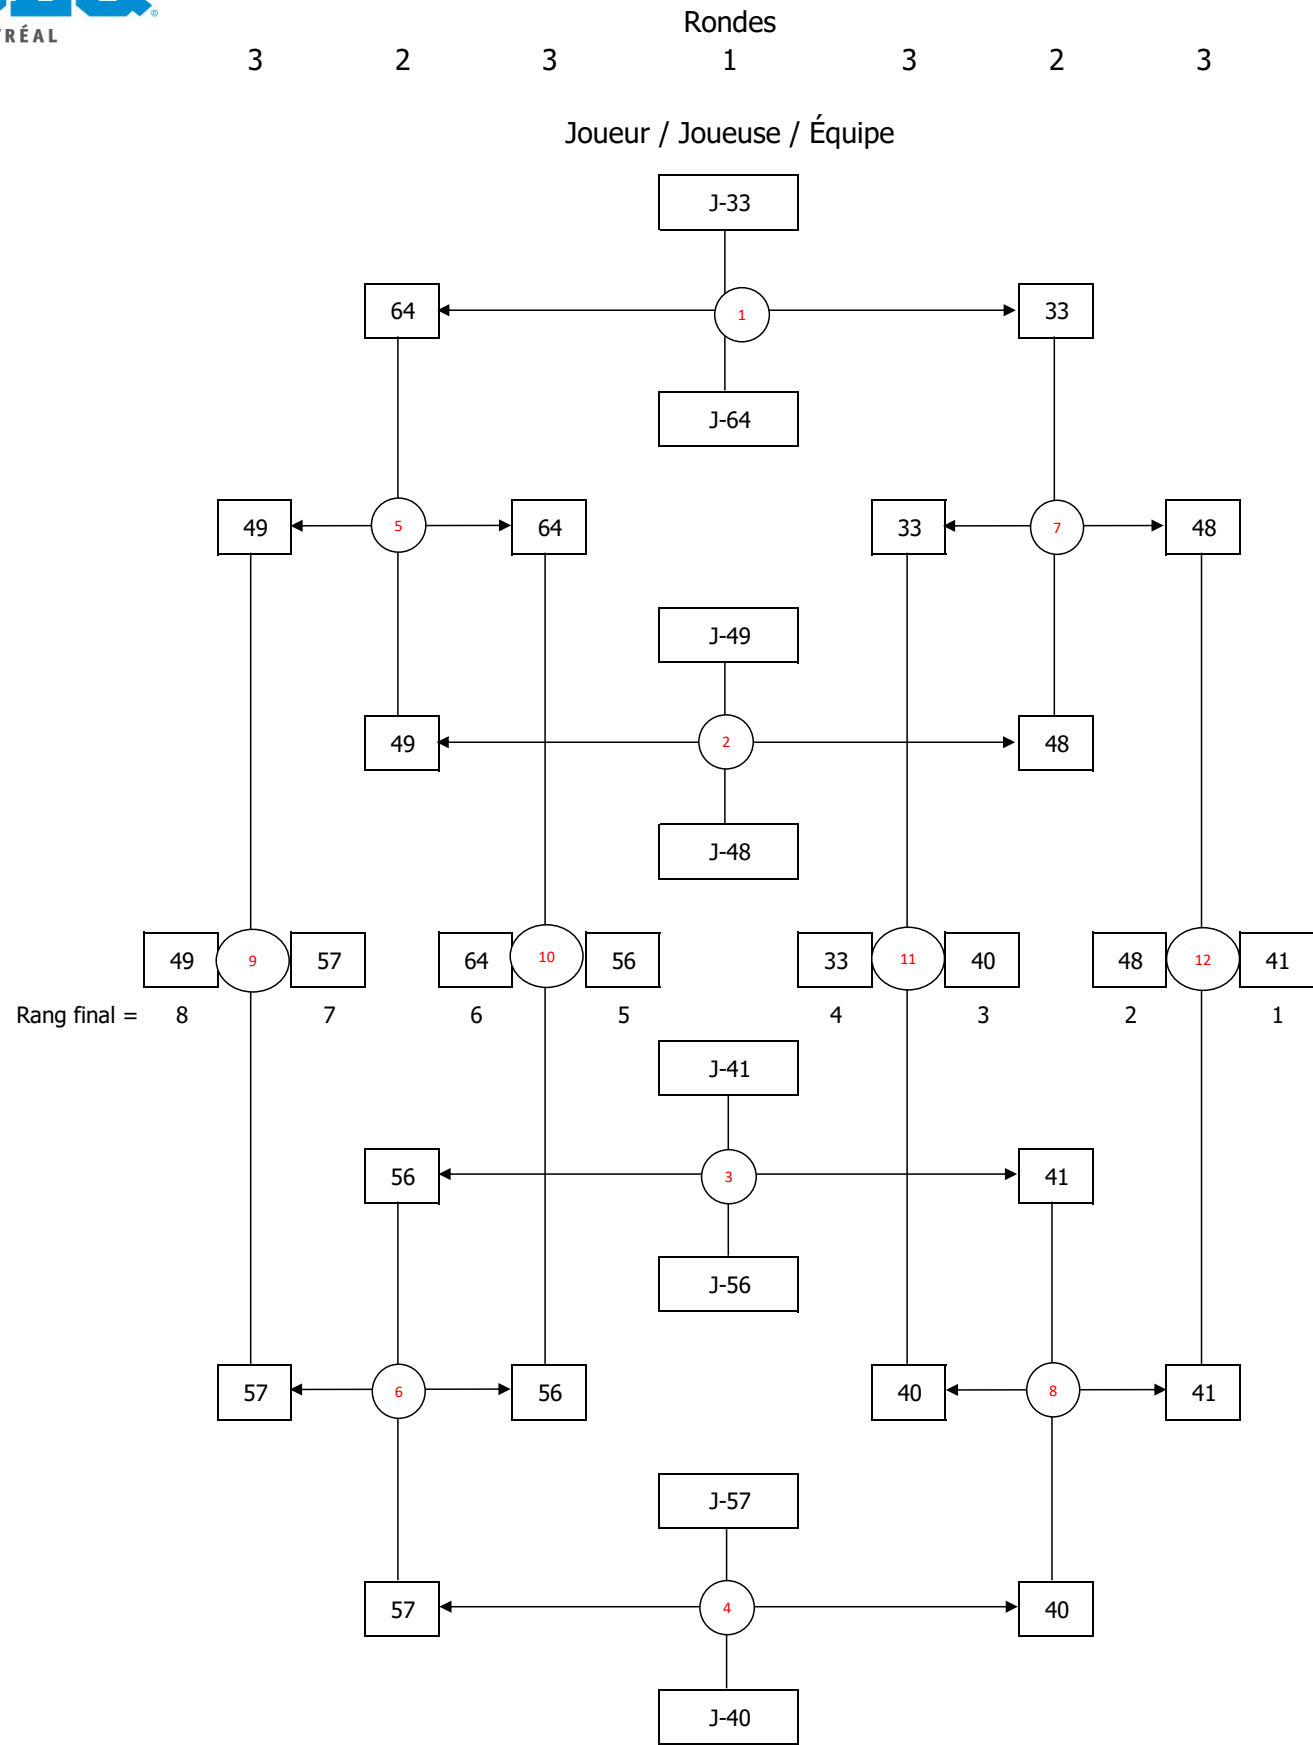 RÉAL
Rondes
3 2 3 1 3 2 3
Joueur / Joueuse / Équipe
J-33
64 1 33
J-64
49 5 64 33 7 48
J-49
49 2 48
J-48
49 9 57 64 10 56 33 11 40 48 12 41
Rang final = 8 7 6 5 4 3 2 1
J-41
56 3 41
J-56
57 6 56 40 8 41
J-57
57 4 40
J-40